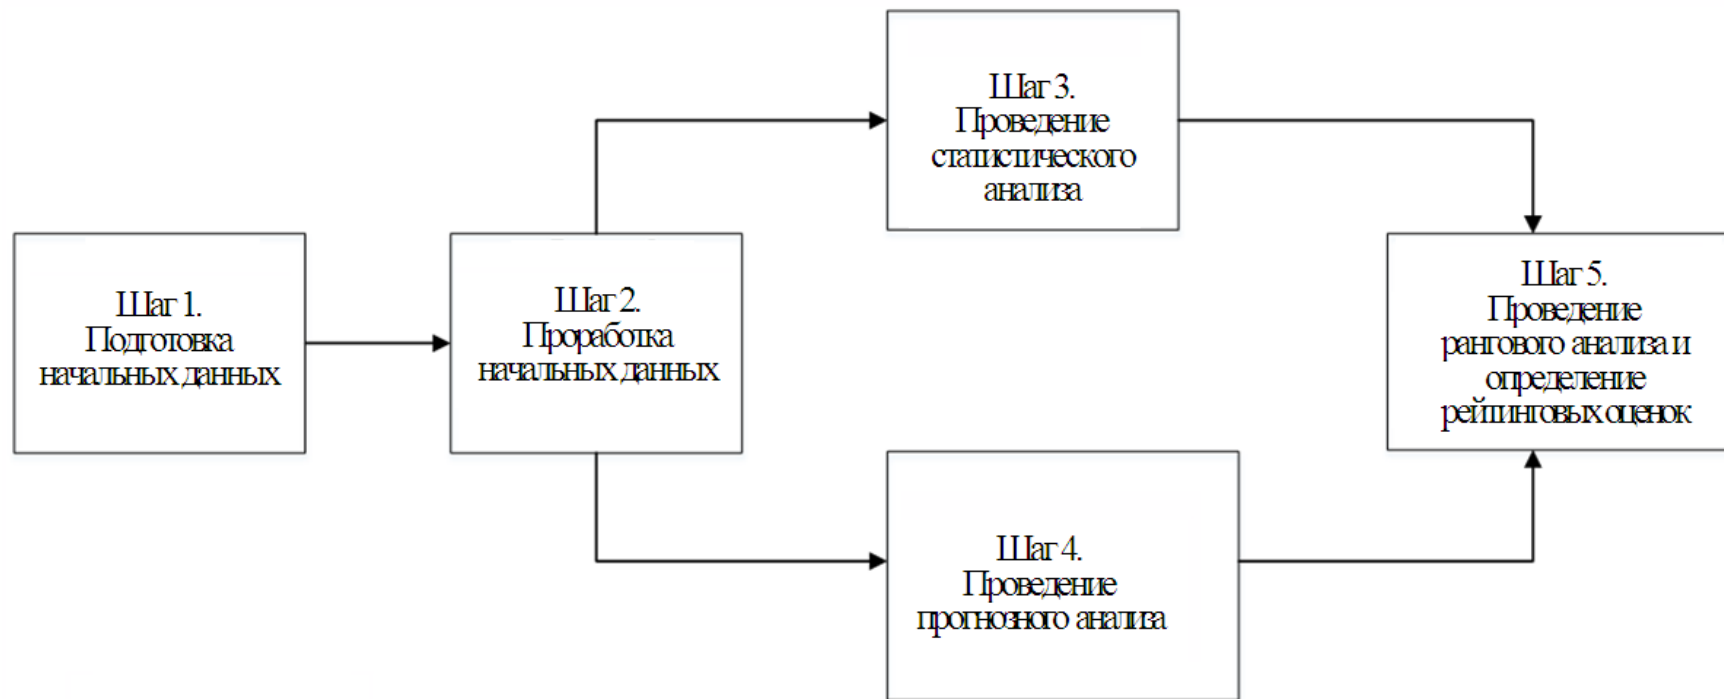 Шаг 1.
Подготовка
начальных данных
Шаг 2.
Проработка
начальных данных
Шаг 3.
Проведение
статистического
анализа
Шаг 4.
Проведение
прогнозного анализа
Шаг 5.
Проведение
рангового анализа и
определение
рейтинговых оценок